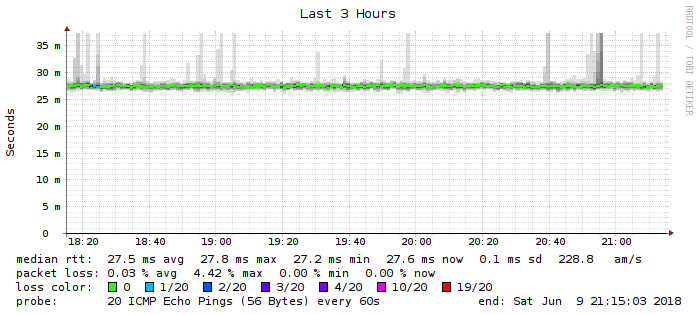 Last 3 Hours
RRDTOOL / TOBI OETIKER
Seconds
35 m
30 m
25 m
20 m
15 m
10 m
5 m
0
18:20 18:40 19:00 19:20 19:40 20:00 20:20 20:40 21:00
median rtt: 27.5 ms avg 27.8 ms max 27.2 ms min 27.6 ms now 0.1 ms sd 228.8 am/s
packet loss: 0.03 % avg 4.42 % max 0.00 % min 0.00 % now
loss color: 0 1/20 2/20 3/20 4/20 10/20 19/20
probe: 20 ICMP Echo Pings (56 Bytes) every 60s end: Sat Jun 9 21:15:03 2018